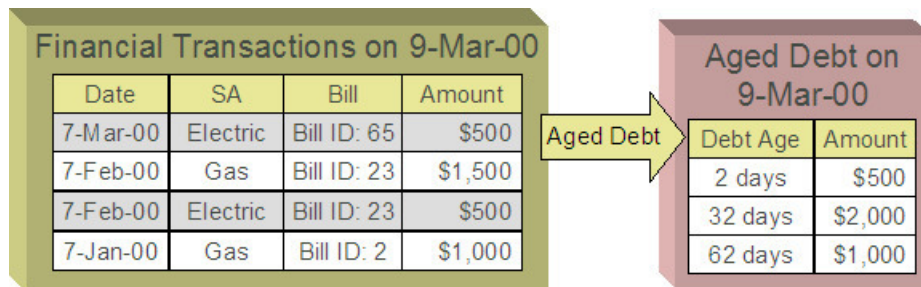 Financial Transactions on 9-Mar-00
Date SA Bill Amount
7-Mar-00 Electric Bill ID: 65 $500
7-Feb-00 Gas Bill ID: 23 $1,500
7-Feb-00 Electric Bill ID: 23 $500
7-Jan-00 Gas Bill ID: 2 $1,000
Aged Debt
Aged Debt on
9-Mar-00
Debt Age Amount
2 days $500
32 days $2,000
62 days $1,000